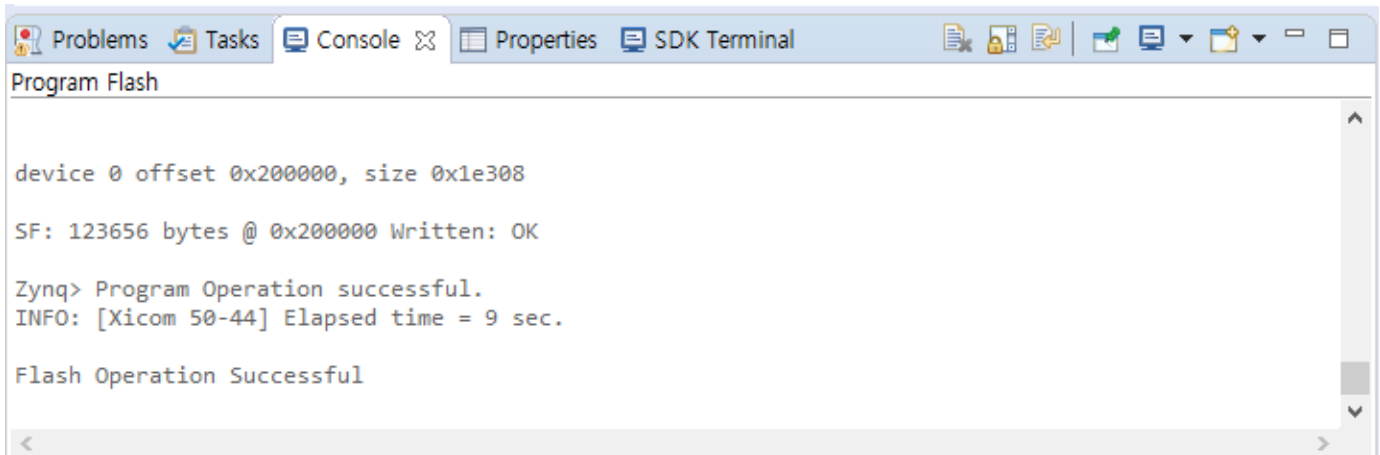 Problems Tasks Console Properties SDK Terminal
Program Flash
device 0 offset 0x200000, size 0x1e308
SF: 123656 bytes @ 0x200000 Written: OK
Zynq> Program Operation successful.
INFO: [Xicom 50-44] Elapsed time = 9 sec.
Flash Operation Successful